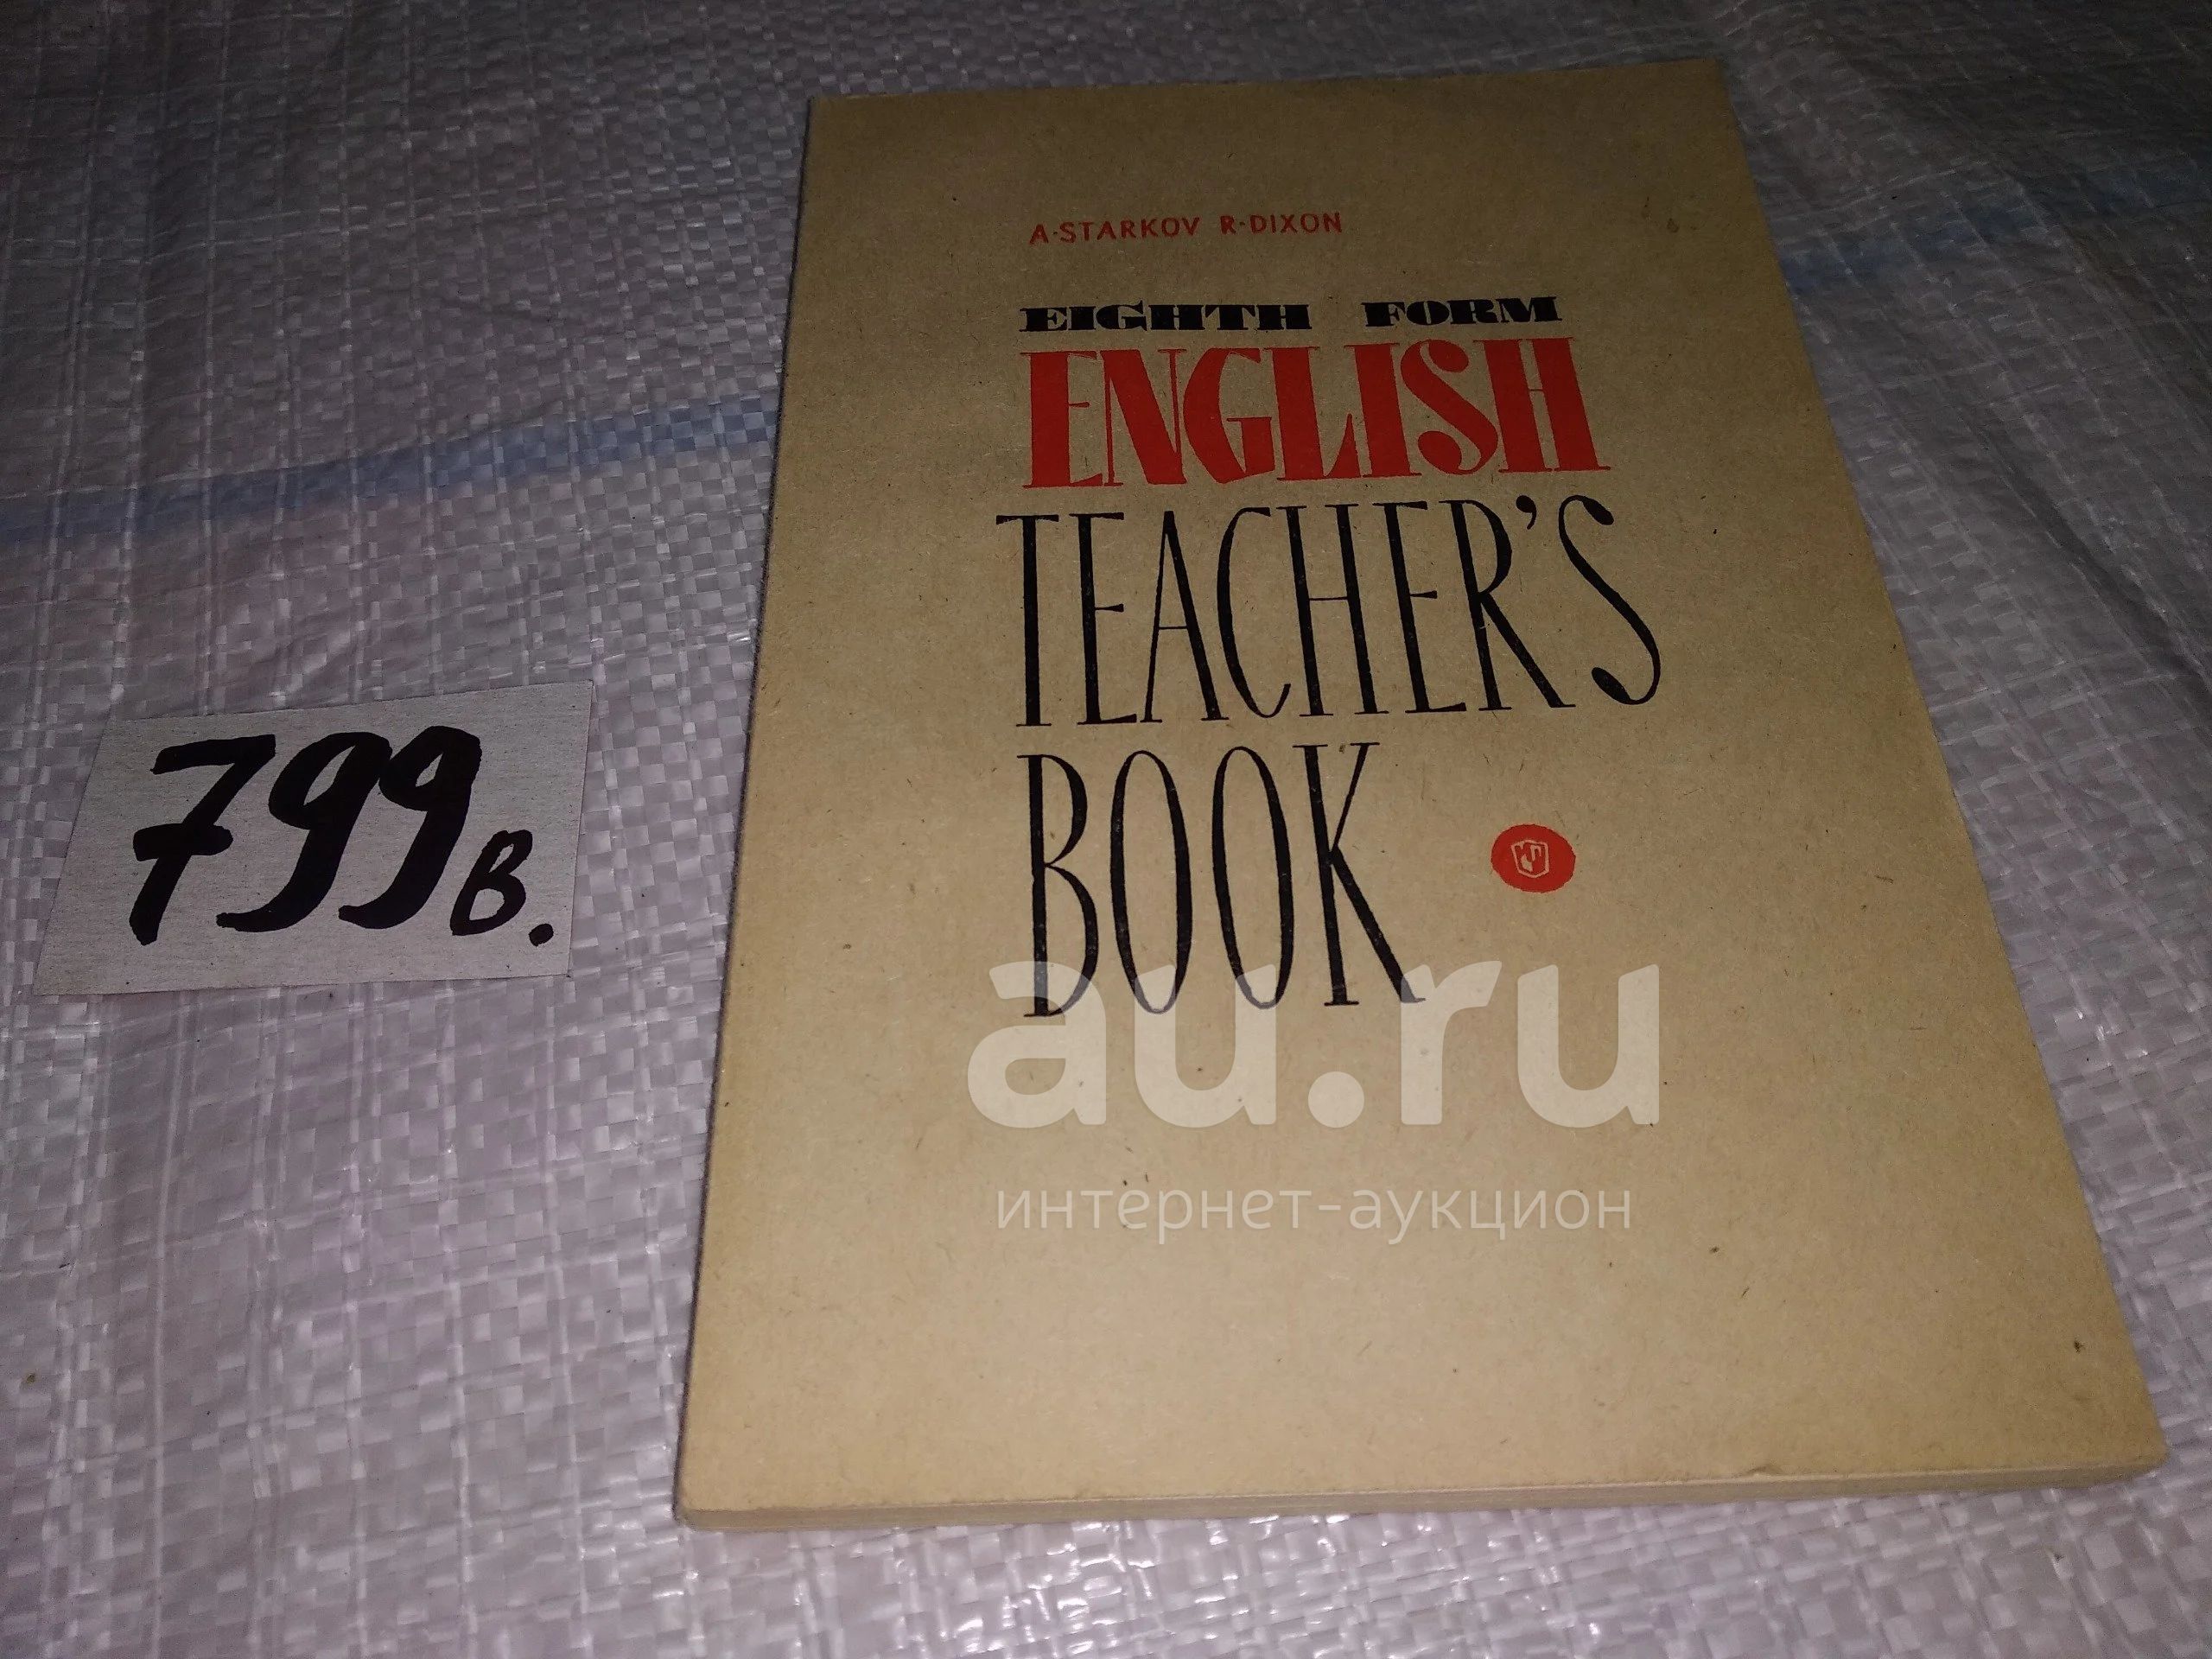 A·STARKOV R·DIXON
EIGHTH FORM
ENGLISH
TEACHER'S
BOOK
799в.
au.ru
интернет-аукцион